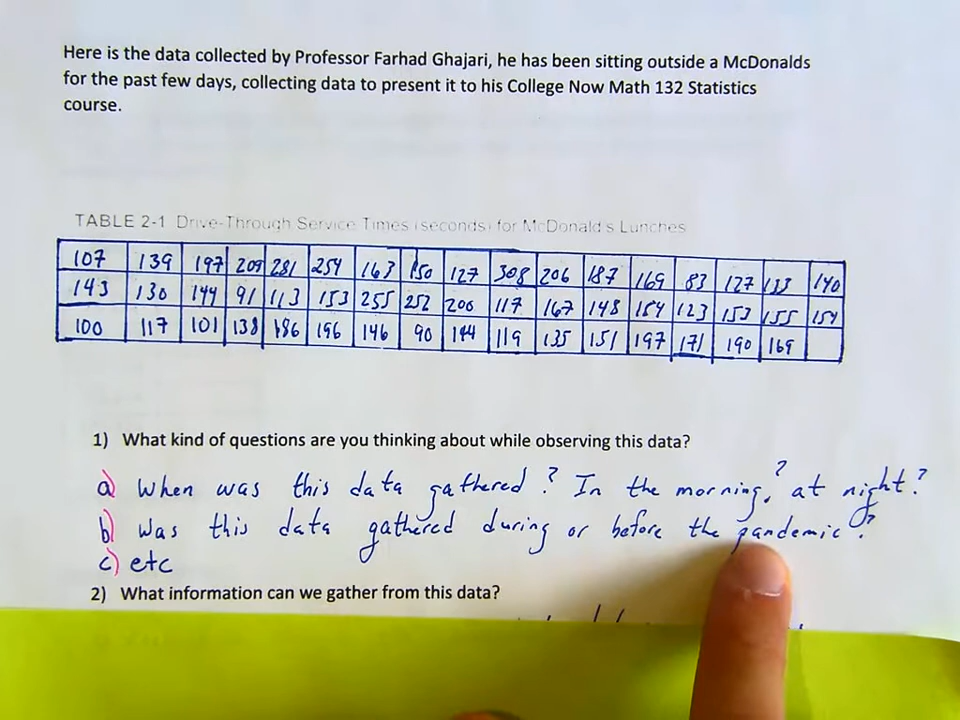 Here is the data collected by Professor Farhad Ghajari, he has been sitting outside a McDonalds
for the past few days, collecting data to present it to his College Now Math 132 Statistics
course.
TABLE 2-1 Drive-Through Service Times (seconds) for McDonald's Lunches
107 139 197 209 281 254 163 150 127 308 206 187 169 83 127 133 140
143 130 144 91 113 153 255 252 200 117 167 148 184 123 153 155 154
100 117 101 138 186 196 146 90 144 119 135 151 197 171 190 169
1) What kind of questions are you thinking about while observing this data?
a) When was this data gathered? In the morning? at night?
b) Was this data gathered during or before the pandemic?
c) etc
2) What information can we gather from this data?